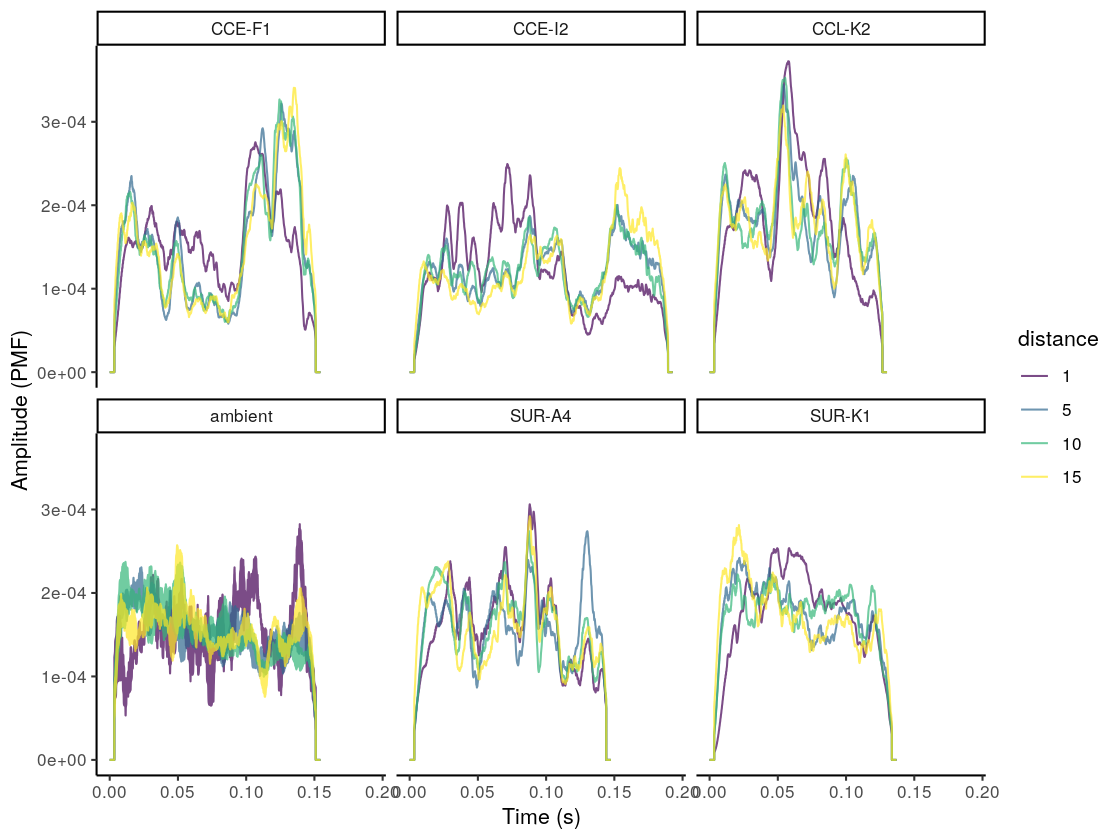 CCE-F1 CCE-I2 CCL-K2
3e-04
2e-04
1e-04
0e+00
ambient SUR-A4 SUR-K1
3e-04
2e-04
1e-04
0e+00
0.00 0.05 0.10 0.15 0.20 0.00 0.05 0.10 0.15 0.20 0.00 0.05 0.10 0.15 0.20
Time (s)
Amplitude (PMF)
distance
1
5
10
15